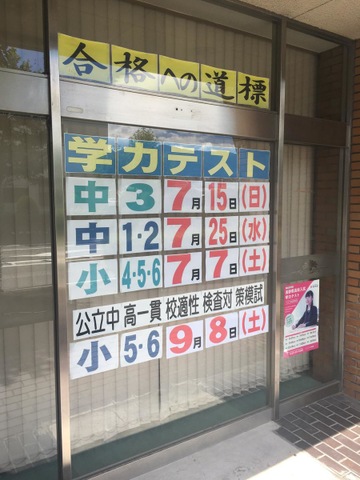 合格への道標
学力テスト
中3 7月15日(日)
中1・2 7月25日(水)
小4・5・6 7月7日(土)
公立中高一貫校適性検査対策模試
小5・6 9月8日(土)